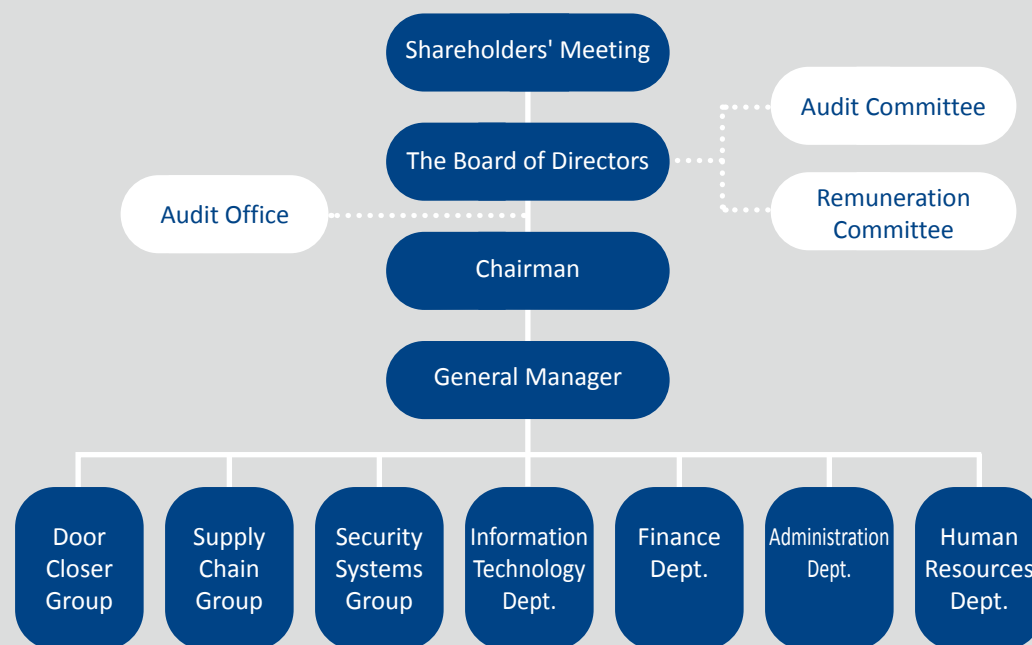 Shareholders' Meeting
Audit Committee
The Board of Directors
Remuneration
Committee
Audit Office
Chairman
General Manager
Door
Closer
Group
Supply
Chain
Group
Security
Systems
Group
Information
Technology
Dept.
Finance
Dept.
Administration
Dept.
Human
Resources
Dept.